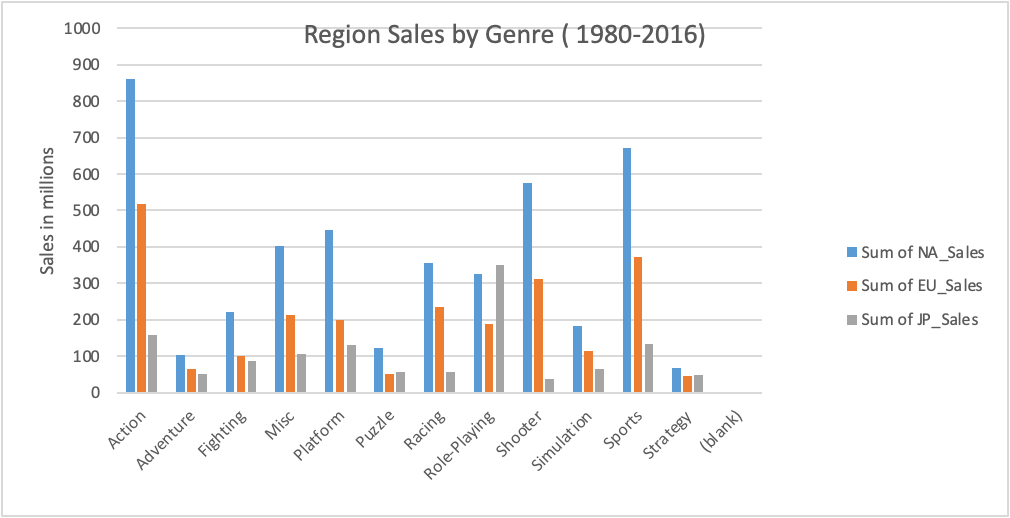 Region Sales by Genre ( 1980-2016)
1000
900
800
700
600
500
400
300
200
100
0
Sales in millions
Action
Adventure
Fighting
Misc
Platform
Puzzle
Racing
Role-Playing
Shooter
Simulation
Sports
Strategy
(blank)
Sum of NA_Sales
Sum of EU_Sales
Sum of JP_Sales